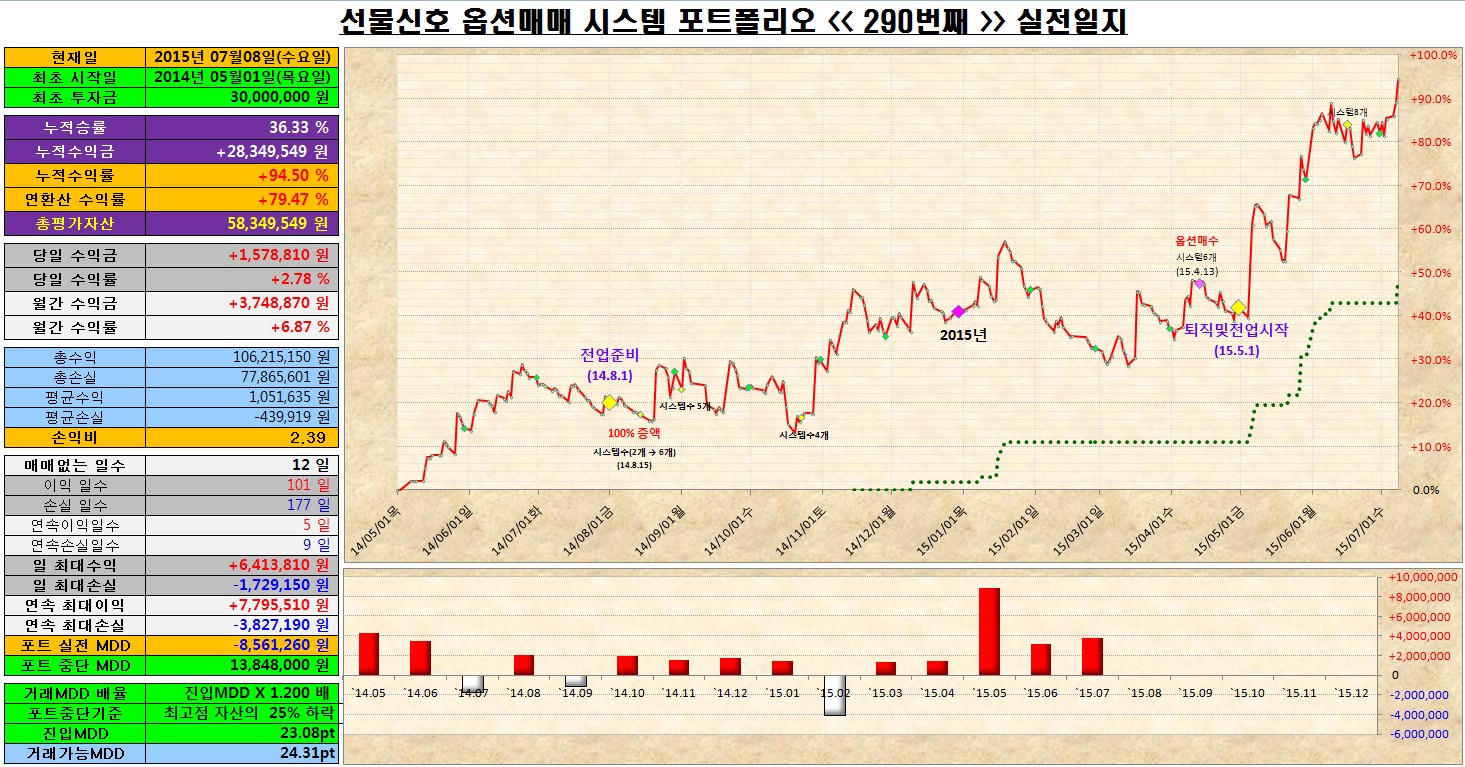 선물신호 옵션매매 시스템 포트폴리오 << 290번째 >> 실전일지
현재일 2015년 07월08일(수요일)
최초 시작일 2014년 05월01일(목요일)
최초 투자금 30,000,000 원
누적승률 36.33 %
누적수익금 +28,349,549 원
누적수익률 +94.50 %
연환산 수익률 +79.47 %
총평가자산 58,349,549 원
당일 수익금 +1,578,810 원
당일 수익률 +2.78 %
월간 수익금 +3,748,870 원
월간 수익률 +6.87 %
총수익 106,215,150 원
총손실 77,865,601 원
평균수익 1,051,635 원
평균손실 -439,919 원
손익비 2.39
매매없는 일수 12 일
이익 일수 101 일
손실 일수 177 일
연속이익일수 5 일
연속손실일수 9 일
일 최대수익 +6,413,810 원
일 최대손실 -1,729,150 원
연속 최대이익 +7,795,510 원
연속 최대손실 -3,827,190 원
포트 실전 MDD -8,561,260 원
포트 중단 MDD 13,848,000 원
거래MDD 배율 진입MDD X 1.200 배
포트중단기준 최고점 자산의 25% 하락
진입MDD 23.08pt
거래가능MDD 24.31pt
+100.0%
+90.0%
+80.0%
+70.0%
+60.0%
+50.0%
+40.0%
+30.0%
+20.0%
+10.0%
0.0%
시스템8개
옵션매수
시스템6개
(15.4.13)
2015년
퇴직및전업시작
(15.5.1)
전업준비
(14.8.1)
시스템수 5개
100% 증액
시스템수(2개 → 6개)
(14.8.15)
시스템수4개
14/05/01목
14/06/01일
14/07/01화
14/08/01금
14/09/01월
14/10/01수
14/11/01토
14/12/01월
15/01/01목
15/02/01일
15/03/01일
15/04/01수
15/05/01금
15/06/01월
15/07/01수
+10,000,000
+8,000,000
+6,000,000
+4,000,000
+2,000,000
0
-2,000,000
-4,000,000
-6,000,000
`14.05 `14.06 `14.07 `14.08 `14.09 `14.10 `14.11 `14.12 `15.01 `15.02 `15.03 `15.04 `15.05 `15.06 `15.07 `15.08 `15.09 `15.10 `15.11 `15.12